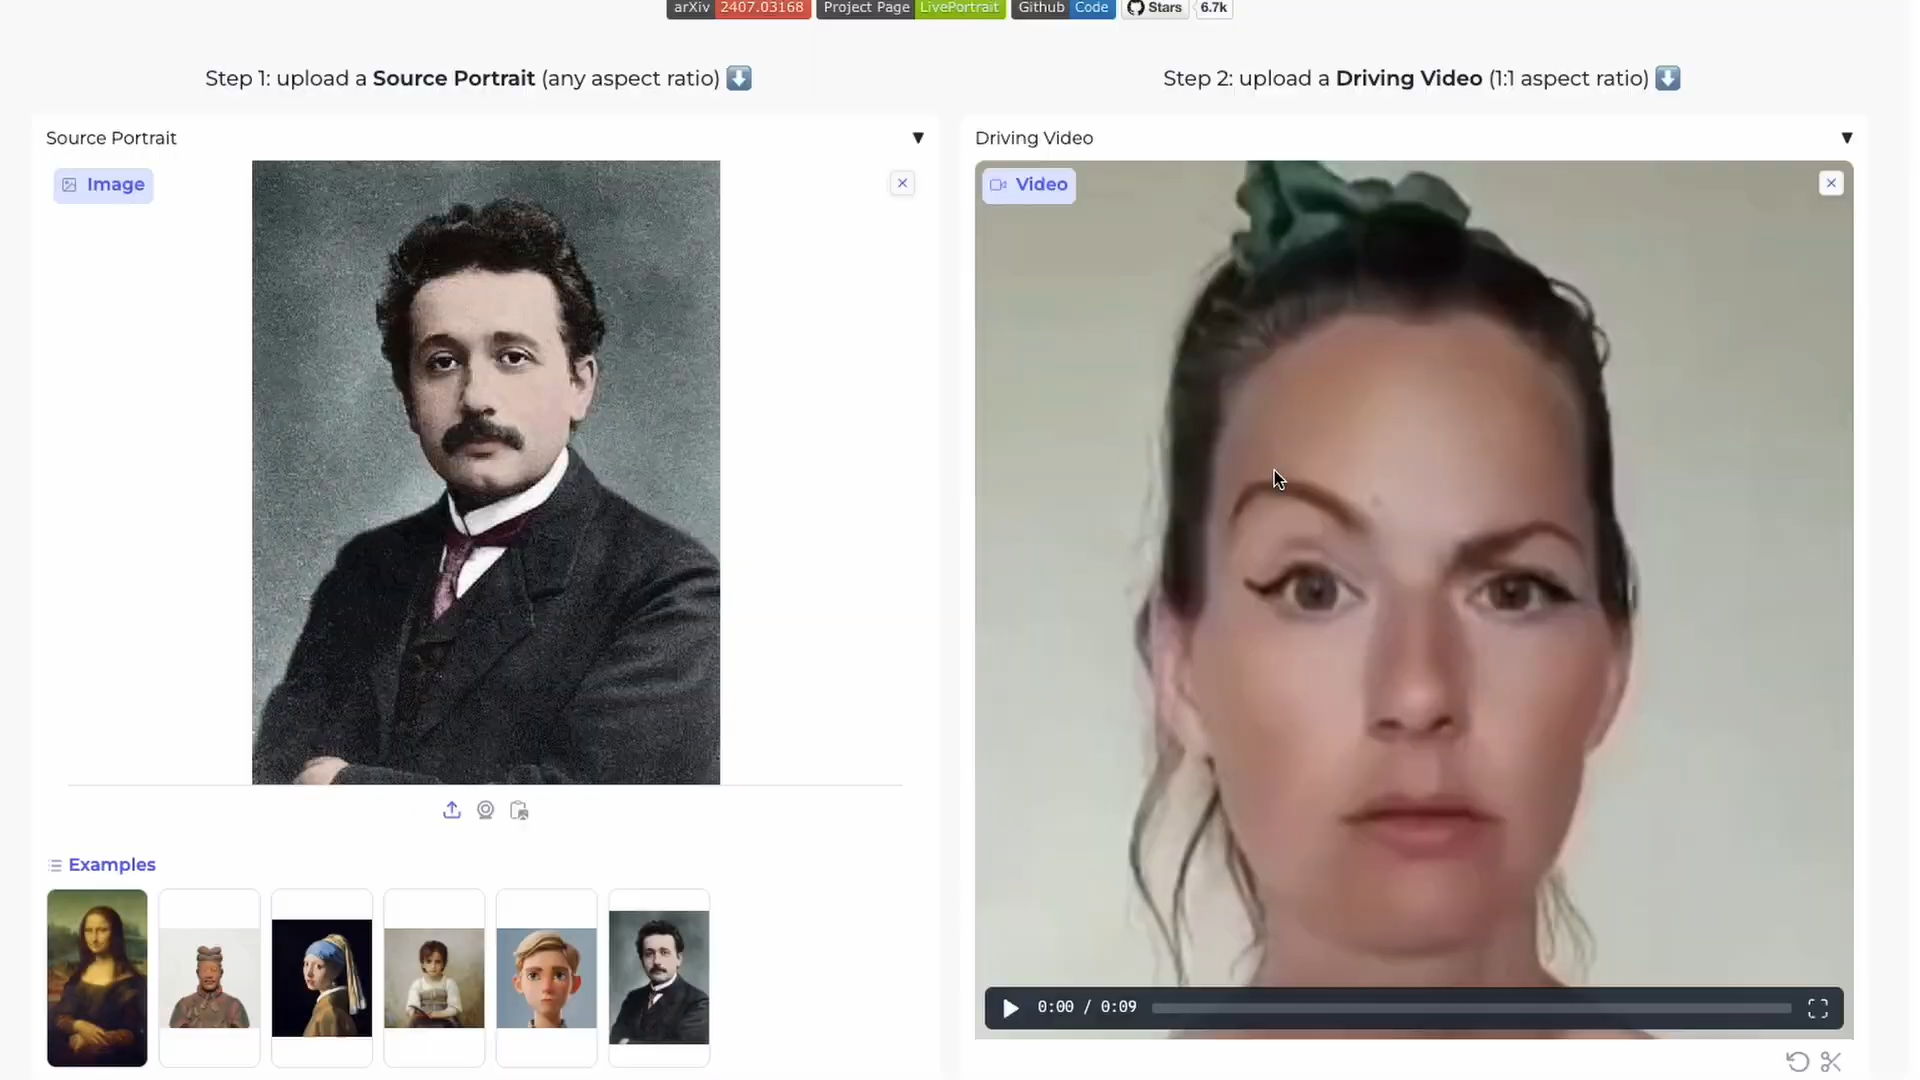 arXiv 2407.03168 Project Page LivePortrait Github Code Stars 6.7k
Step 1: upload a Source Portrait (any aspect ratio)
Step 2: upload a Driving Video (1:1 aspect ratio)
Source Portrait
Driving Video
Image
Video
Examples
0:00 / 0:09